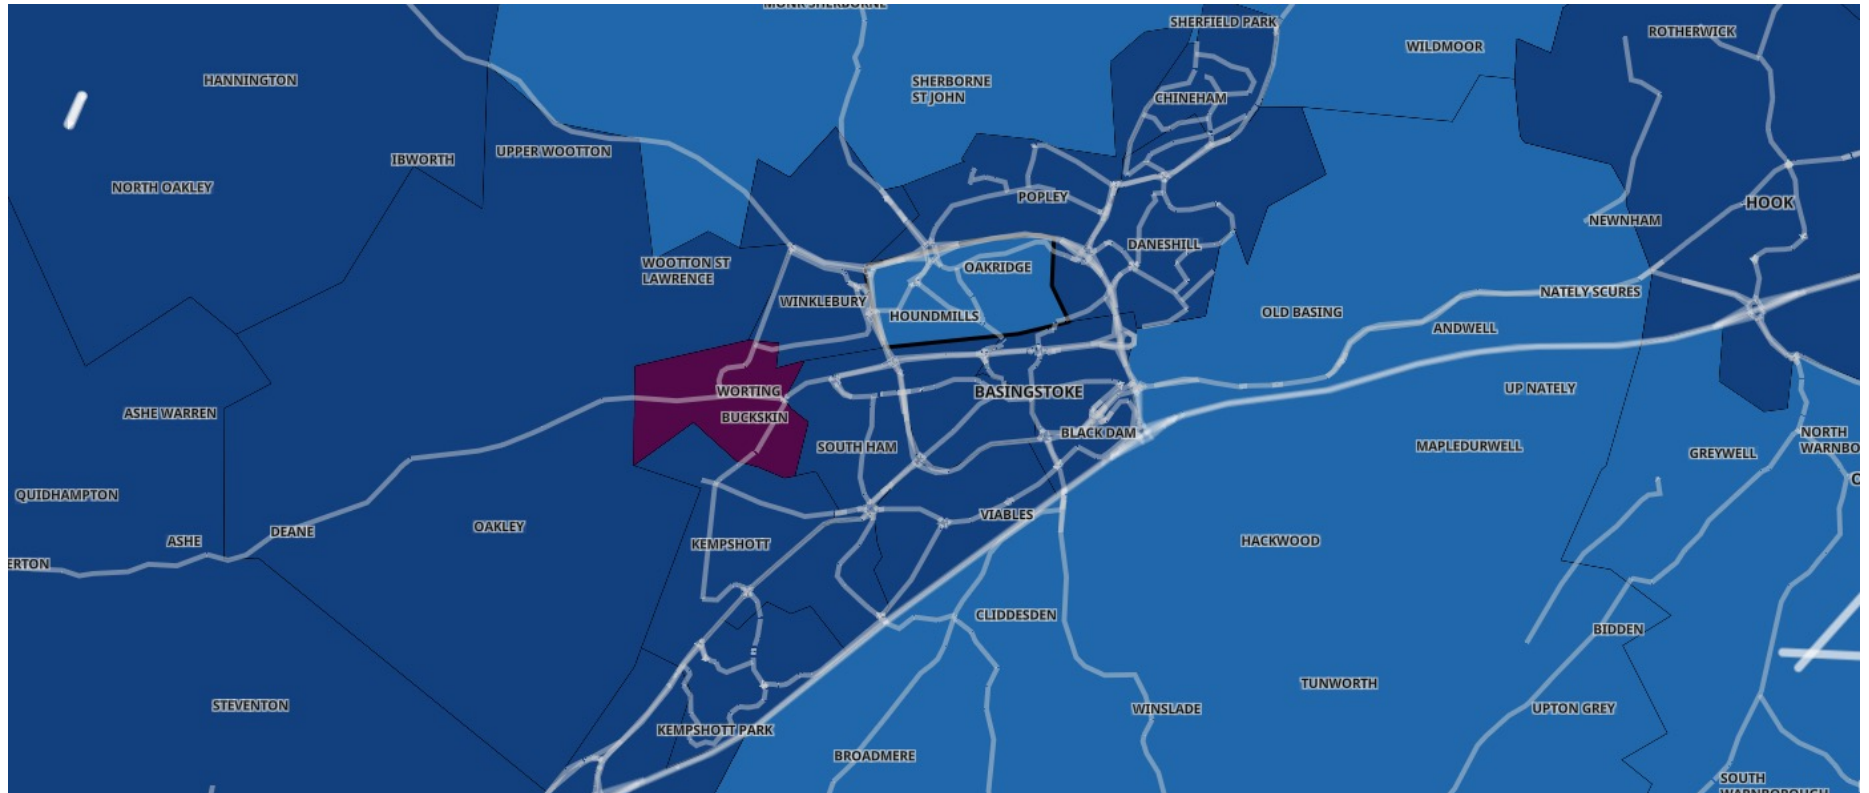 MONK SHERBORNE
SHERFIELD PARK
ROTHERWICK
WILDMOOR
HANNINGTON
SHERBORNE
ST JOHN
CHINEHAM
UPPER WOOTTON
IBWORTH
NORTH OAKLEY
POPLEY
HOOK
NEWNHAM
DANESHILL
WOOTTON ST
LAWRENCE
OAKRIDGE
WINKLEBURY
NATELY SCURES
HOUNDMILLS
OLD BASING
ANDWELL
WORTING
BASINGSTOKE
UP NATELY
ASHE WARREN
BUCKSKIN
BLACK DAM
NORTH
WARNBO
SOUTH HAM
MAPLEDURWELL
GREYWELL
O
QUIDHAMPTON
VIABLES
OAKLEY
DEANE
ASHE
KEMPSHOTT
HACKWOOD
ERTON
CLIDDESDEN
BIDDEN
TUNWORTH
STEVENTON
WINSLADE
UPTON GREY
KEMPSHOTT PARK
BROADMERE
SOUTH
WARNBOROUGH